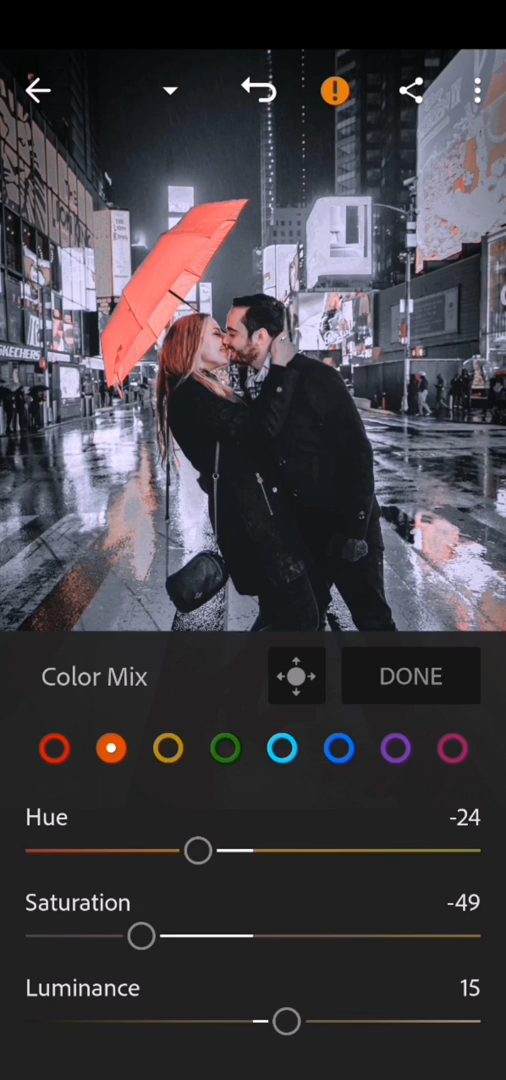 SKECHERS
Color Mix
DONE
Hue
-24
Saturation
-49
Luminance
15